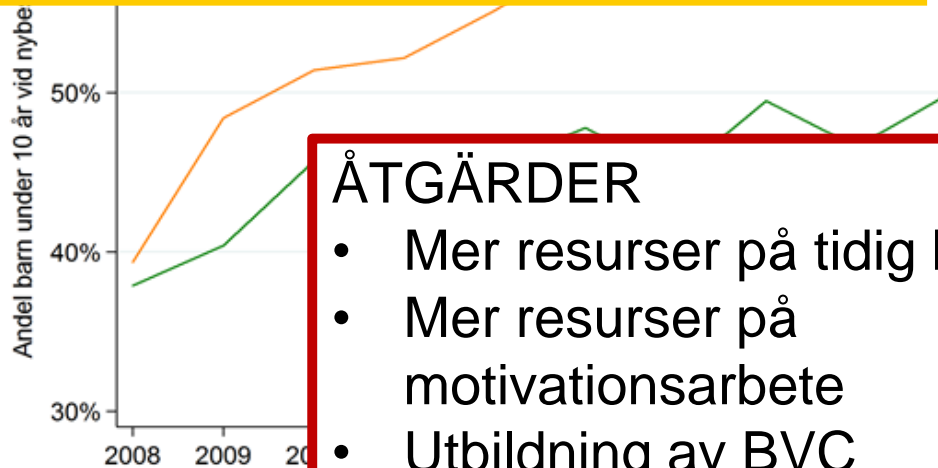 Andel barn under 10 år vid
50%
40%
30%
2008
2009
ÅTGÄRDER
• Mer resurser på tidig
• Mer resurser på
motivationsarbete
• Utbildning av BVC